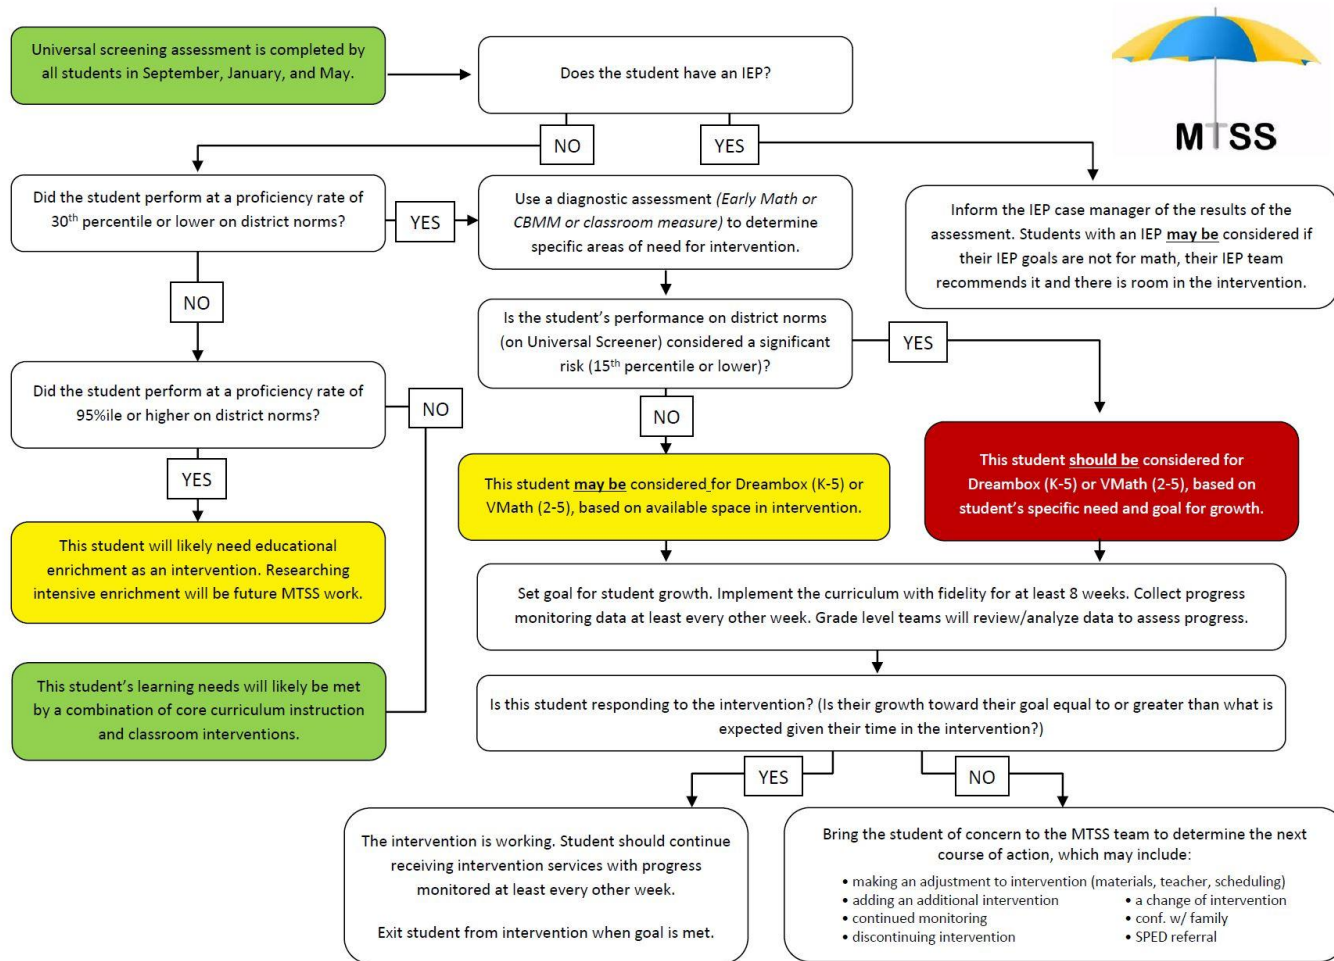 Universal screening assessment is completed by
all students in September, January, and May.
Does the student have an IEP?
MTSS
NO
YES
Did the student perform at a proficiency rate of
30th percentile or lower on district norms?
YES
Use a diagnostic assessment (Early Math or
CBMM or classroom measure) to determine
specific areas of need for intervention.
Inform the IEP case manager of the results of the
assessment. Students with an IEP may be considered if
their IEP goals are not for math, their IEP team
recommends it and there is room in the intervention.
NO
Is the student's performance on district norms
(on Universal Screener) considered a significant
risk (15th percentile or lower)?
YES
Did the student perform at a proficiency rate of
95%ile or higher on district norms?
NO
NO
YES
This student may be considered for Dreambox (K-5) or
VMath (2-5), based on available space in intervention.
This student should be considered for
Dreambox (K-5) or VMath (2-5), based on
student's specific need and goal for growth.
This student will likely need educational
enrichment as an intervention. Researching
intensive enrichment will be future MTSS work.
Set goal for student growth. Implement the curriculum with fidelity for at least 8 weeks. Collect progress
monitoring data at least every other week. Grade level teams will review/analyze data to assess progress.
This student's learning needs will likely be met
by a combination of core curriculum instruction
and classroom interventions.
Is this student responding to the intervention? (Is their growth toward their goal equal to or greater than what is
expected given their time in the intervention?)
YES
NO
The intervention is working. Student should continue
receiving intervention services with progress
monitored at least every other week.
Exit student from intervention when goal is met.
Bring the student of concern to the MTSS team to determine the next
course of action, which may include:
• making an adjustment to intervention (materials, teacher, scheduling)
• adding an additional intervention • a change of intervention
• continued monitoring • conf. w/ family
• discontinuing intervention • SPED referral